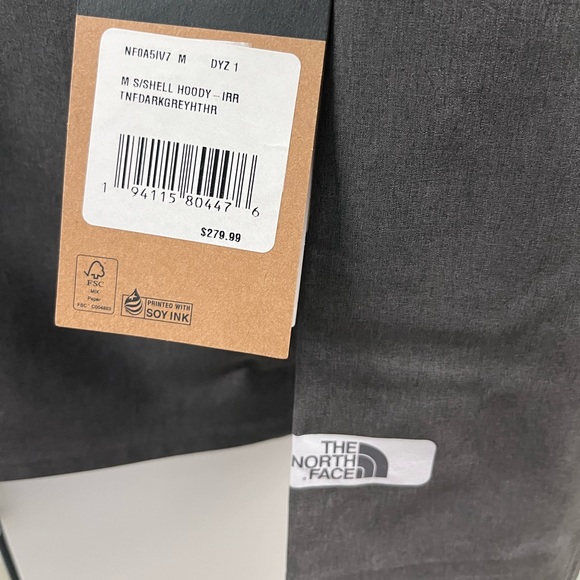 NF0A5IV7 M DYZ 1
M S/SHELL HOODY-IRR
TNFDARKGREYHTHR
1 94115 80447 6
$279.99
FSC
MIX
Paper
PRINTED WITH
SOY INK
THE
NORTH
FACE